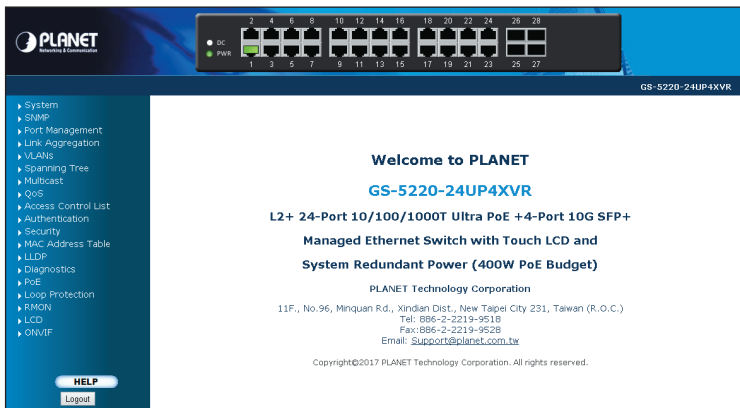 PLANET
Networking & Communication
2 4 6 8 10 12 14 16 18 20 22 24 26 28
DC
PWR
1 3 5 7 9 11 13 15 17 19 21 23 25 27
GS-5220-24UP4XVR
System
SNMP
Port Management
Link Aggregation
VLANs
Spanning Tree
Multicast
QoS
Access Control List
Authentication
Security
MAC Address Table
LLDP
Diagnostics
PoE
Loop Protection
RMON
LCD
ONVIF
HELP
Logout
Welcome to PLANET
GS-5220-24UP4XVR
L2+ 24-Port 10/100/1000T Ultra PoE +4-Port 10G SFP+
Managed Ethernet Switch with Touch LCD and
System Redundant Power (400W PoE Budget)
PLANET Technology Corporation
11F., No.96, Minquan Rd., Xindian Dist., New Taipei City 231, Taiwan (R.O.C.)
Tel: 886-2-2219-9518
Fax:886-2-2219-9528
Email: Support@planet.com.tw
Copyright©2017 PLANET Technology Corporation. All rights reserved.